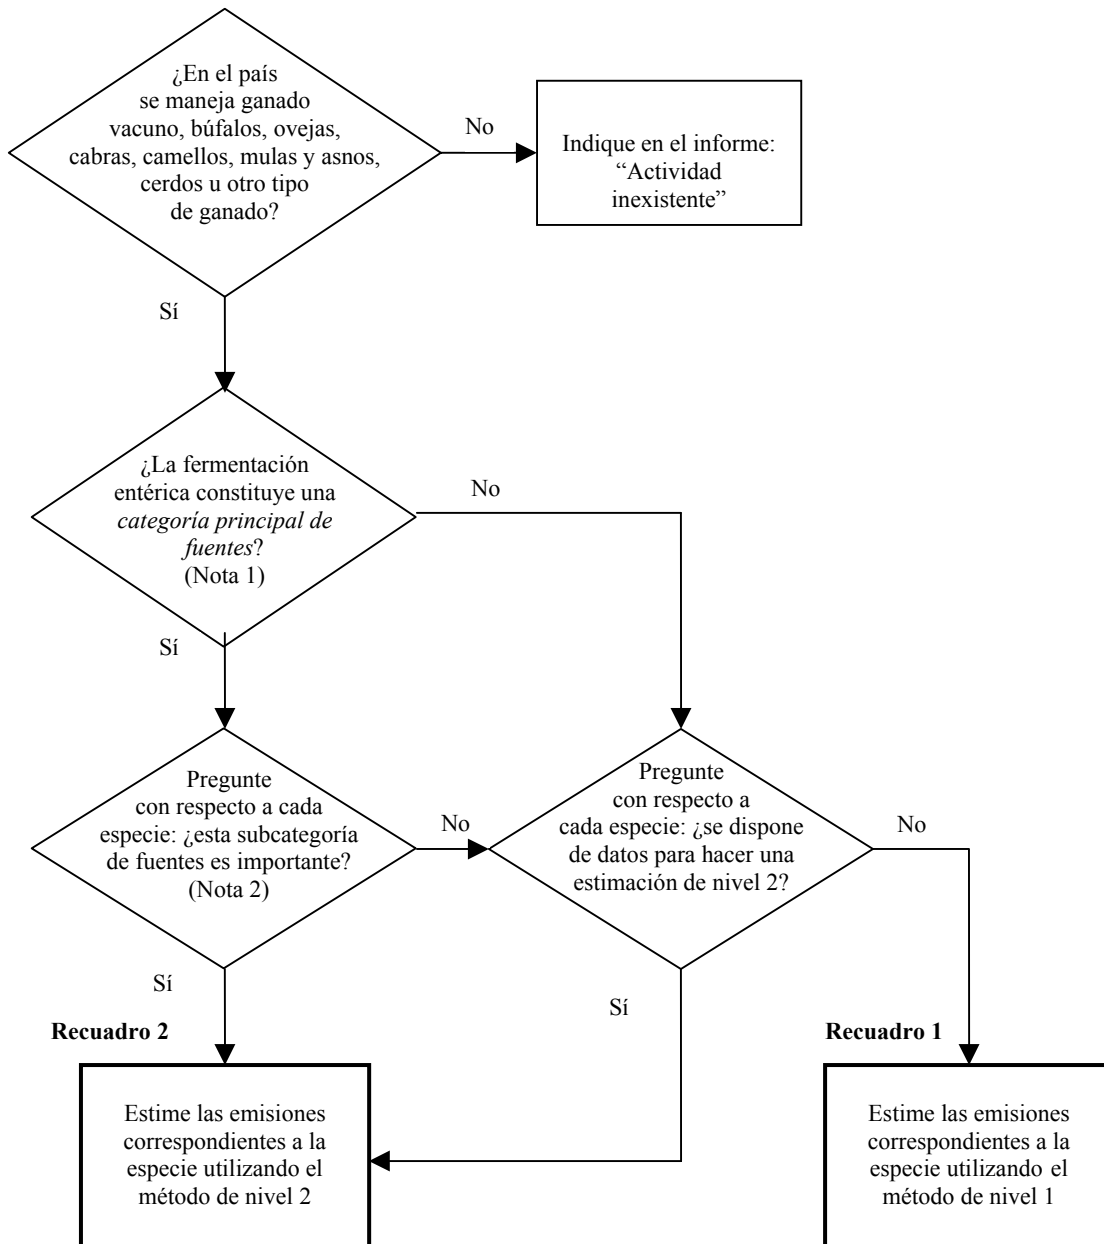 ¿En el país
se maneja ganado
vacuno, búfalos, ovejas,
cabras, camellos, mulas y asnos,
cerdos u otro tipo
de ganado?
No
Indique en el informe:
“Actividad
inexistente”
Sí
¿La fermentación
entérica constituye una
categoría principal de
fuentes?
(Nota 1)
No
Sí
Pregunte
con respecto a cada
especie: ¿esta subcategoría
de fuentes es importante?
(Nota 2)
No
Pregunte
con respecto a
cada especie: ¿se dispone
de datos para hacer una
estimación de nivel 2?
No
Sí
Sí
Recuadro 2
Recuadro 1
Estime las emisiones
correspondientes a la
especie utilizando el
método de nivel 2
Estime las emisiones
correspondientes a la
especie utilizando el
método de nivel 1